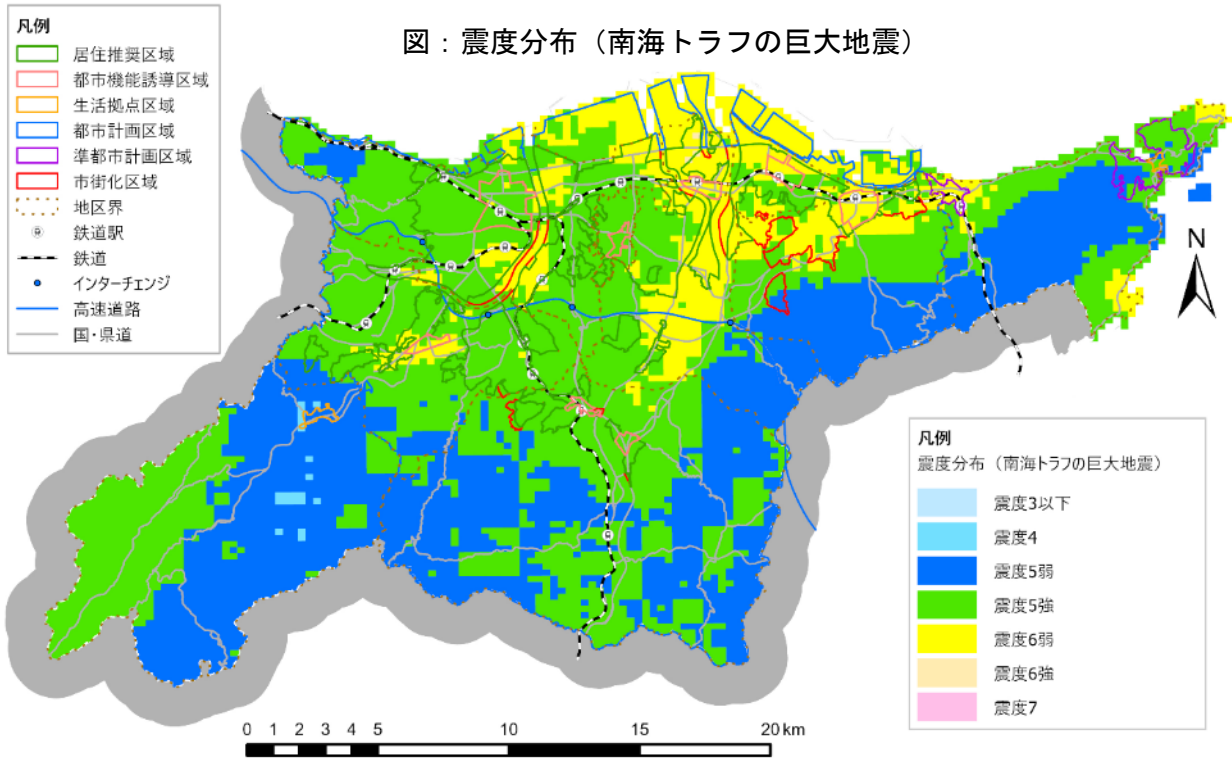 図：震度分布（南海トラフの巨大地震）
凡例
居住推奨区域
都市機能誘導区域
生活拠点区域
都市計画区域
準都市計画区域
市街化区域
地区界
鉄道駅
鉄道
インターチェンジ
高速道路
国・県道
N
凡例
震度分布（南海トラフの巨大地震）
震度3以下
震度4
震度5弱
震度5強
震度6弱
震度6強
震度7
0 1 2 3 4 5 10 15 20 km